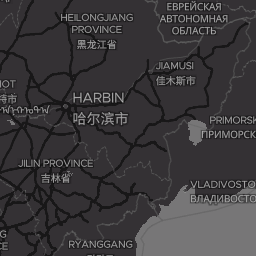 ЕВРЕЙСКАЯ
АВТОНОМНАЯ
ОБЛАСТЬ
HEILONGJIANG
PROVINCE
黑龙江省
JIAMUSI
佳木斯市
HARBIN
哈尔滨市
PRIMORSK
ПРИМОРСК
JILIN PROVINCE
吉林省
VLADIVOSTO
ВЛАДИВОСТО
RYANGGANG